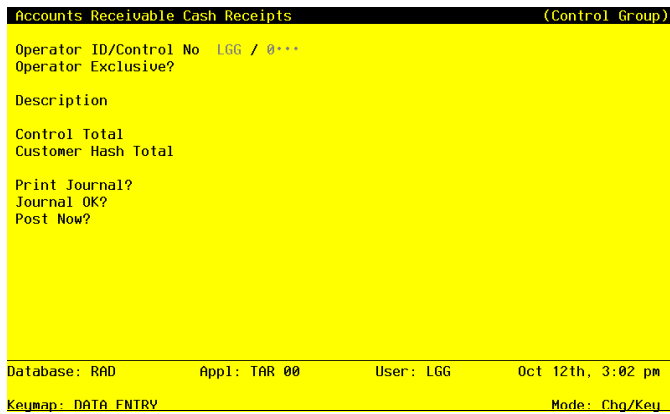 Accounts Receivable Cash Receipts (Control Group)
Operator ID/Control No LGG / 0···
Operator Exclusive?
Description
Control Total
Customer Hash Total
Print Journal?
Journal OK?
Post Now?
Database: RAD Appl: TAR 00 User: LGG Oct 12th, 3:02 pm
Keymap: DATA ENTRY Mode: Chg/Key